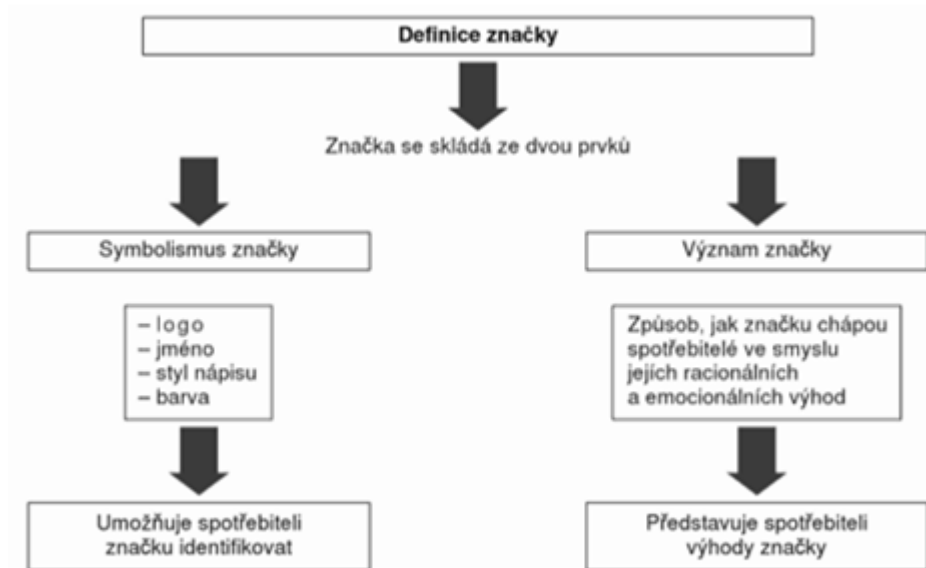 Definice značky
Značka se skládá ze dvou prvků
Symbolismus značky
Význam značky
– logo
– jméno
– styl nápisu
– barva
Způsob, jak značku chápou
spotřebitelé ve smyslu
jejích racionálních
a emocionálních výhod
Umožňuje spotřebiteli
značku identifikovat
Představuje spotřebiteli
výhody značky